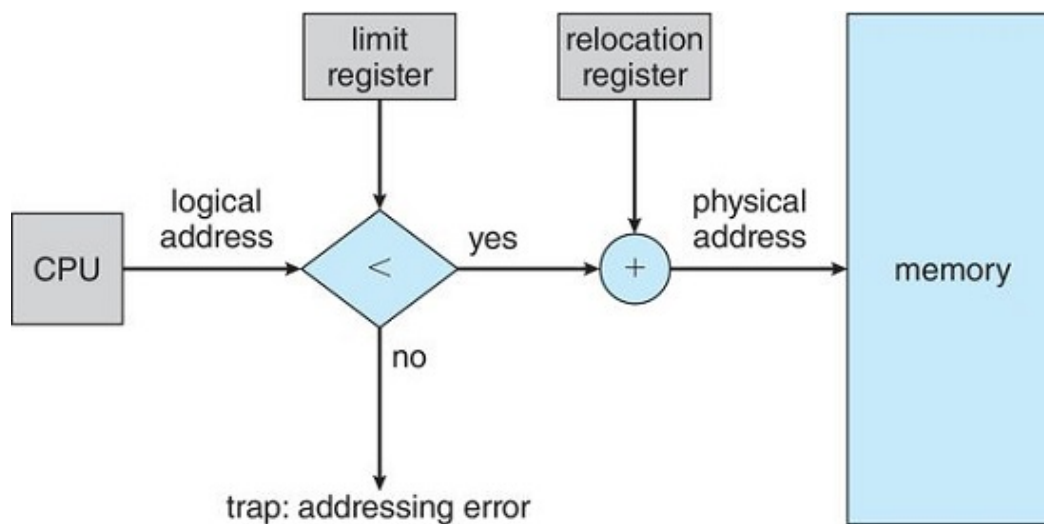 limit
register
relocation
register
logical
address
physical
address
CPU
<
yes
+
memory
no
trap: addressing error